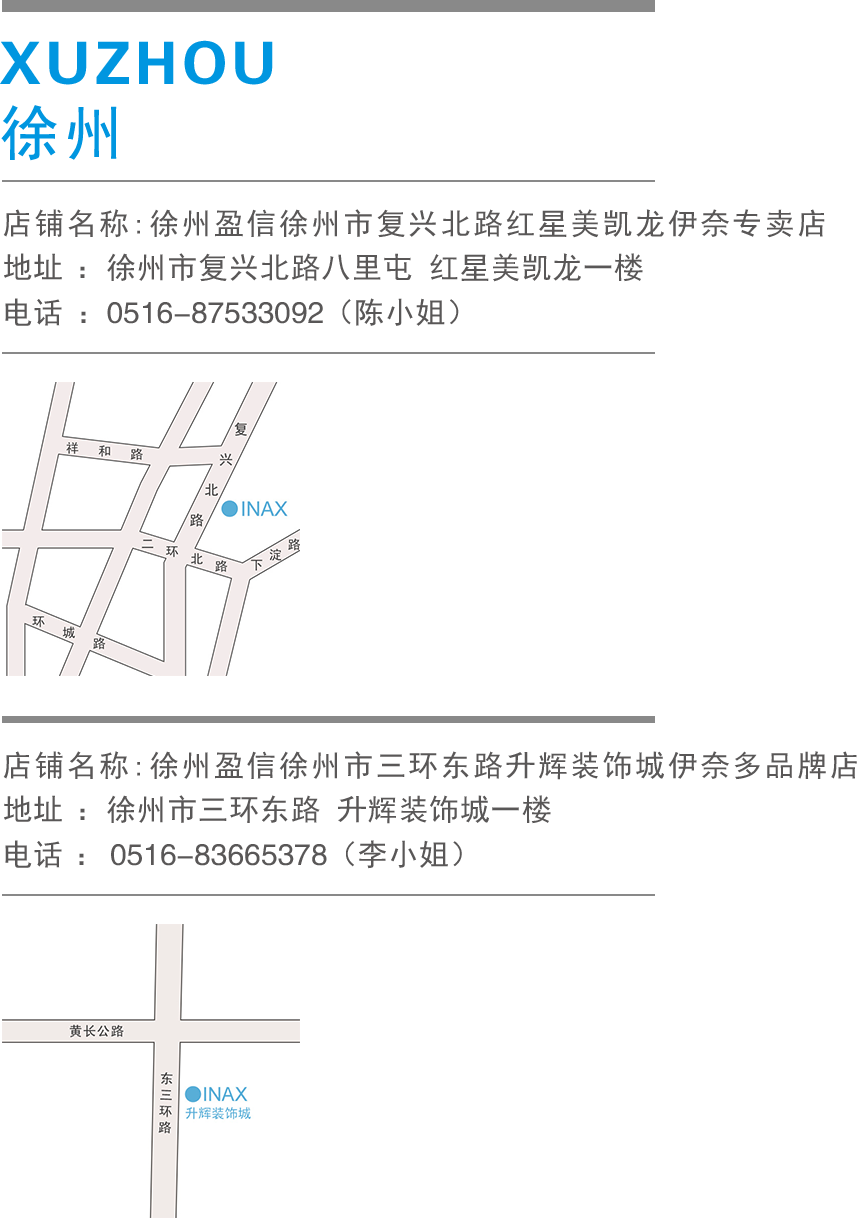 XUZHOU
徐州
店铺名称:徐州盈信徐州市复兴北路红星美凯龙伊奈专卖店
地址 : 徐州市复兴北路八里屯 红星美凯龙一楼
电话 : 0516-87533092（陈小姐）
祥和路
复兴北路
INAX
二环北路
下淀路
环城路
店铺名称:徐州盈信徐州市三环东路升辉装饰城伊奈多品牌店
地址 : 徐州市三环东路 升辉装饰城一楼
电话 : 0516-83665378（李小姐）
黄长公路
东三环路
INAX
升辉装饰城